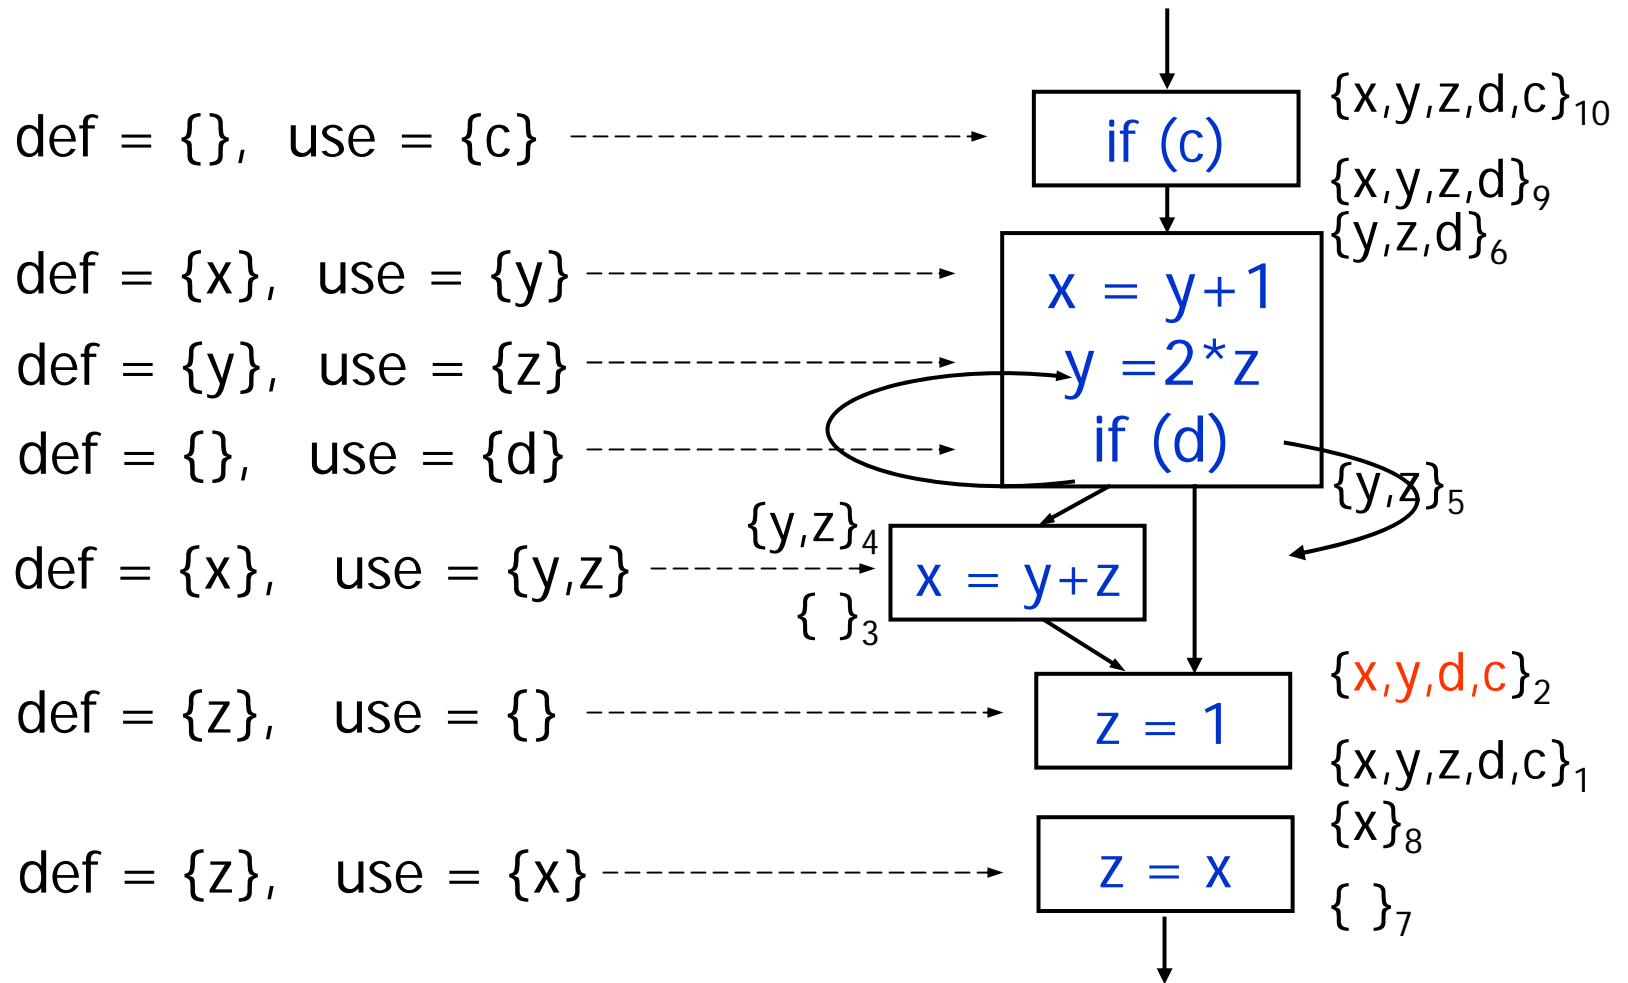 {x,y,z,d,c}10
def = {}, use = {c}
if (c)
{x,y,z,d}9
{y,z,d}6
def = {x}, use = {y}
x = y+1
def = {y}, use = {z}
y =2*z
def = {}, use = {d}
if (d)
{y,z}5
{y,z}4
def = {x}, use = {y,z}
x = y+z
{ }3
{x,y,d,c}2
def = {z}, use = {}
z = 1
{x,y,z,d,c}1
{x}8
def = {z}, use = {x}
z = x
{ }7